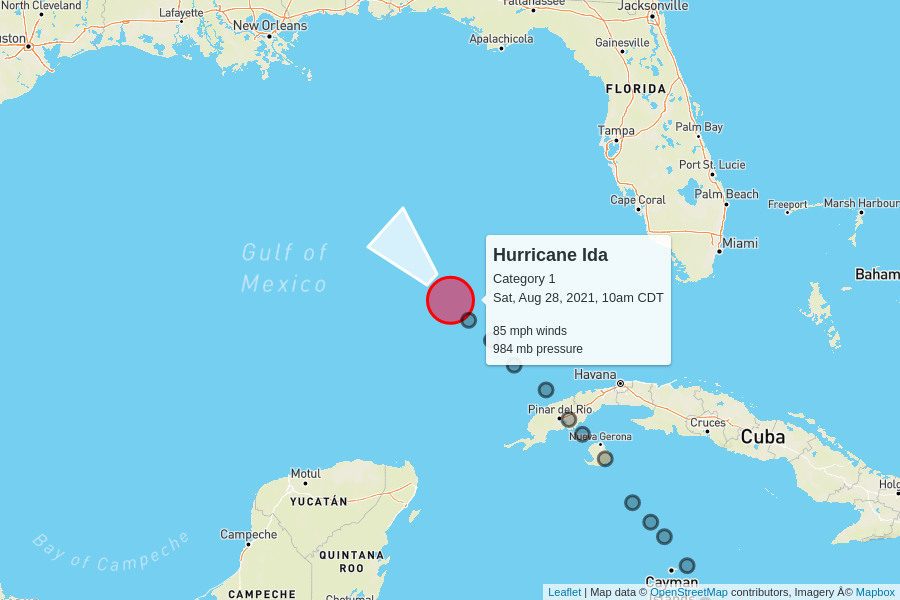 North Cleveland
Lafayette
New Orleans
Tallahassee
Jacksonville
Apalachicola
Gainesville
FLORIDA
Tampa
Palm Bay
Port St. Lucie
Cape Coral
Palm Beach
Freeport
Marsh Harbour
Miami
Gulf of
Mexico
Hurricane Ida
Category 1
Sat, Aug 28, 2021, 10am CDT
85 mph winds
984 mb pressure
Baham
Havana
Pinar del Rio
Nueva Gerona
Cruces
Cuba
Holg
Motul
YUCATÁN
Campeche
Bay of Campeche
QUINTANA
ROO
CAMPECHE
Chetumal
Cayman
Islands
uston
Leaflet | Map data © OpenStreetMap contributors, Imagery Â© Mapbox